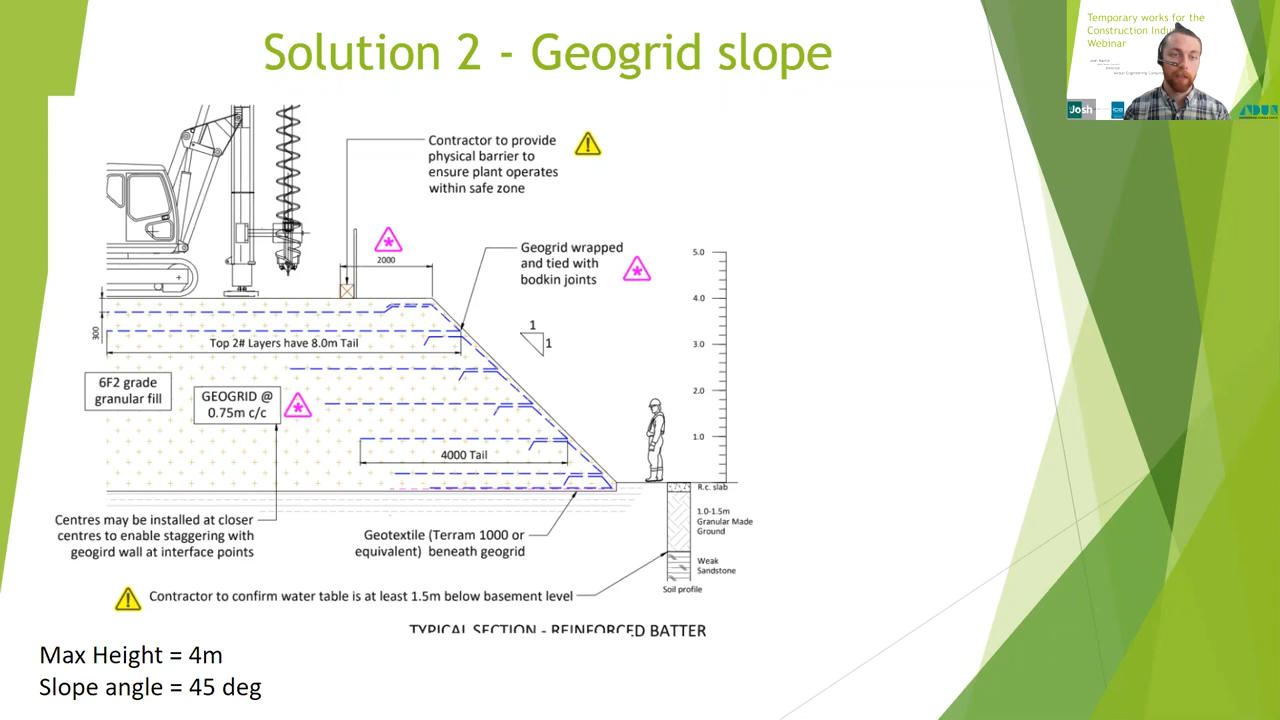 Solution 2 - Geogrid slope
Temporary works for the
Construction Indu
Webinar
Josh
ice
Contractor to provide
physical barrier to
ensure plant operates
within safe zone
2000
Geogrid wrapped
and tied with
bodkin joints
5.0
4.0
3.0
2.0
1.0
1
1
300
Top 2# Layers have 8.0m Tail
6F2 grade
granular fill
GEOGRID @
0.75m c/c
4000 Tail
R.c. slab
1.0-1.5m
Granular Made
Ground
Weak
Sandstone
Soil profile
Centres may be installed at closer
centres to enable staggering with
geogird wall at interface points
Geotextile (Terram 1000 or
equivalent) beneath geogrid
Contractor to confirm water table is at least 1.5m below basement level
TYPICAL SECTION - REINFORCED BATTER
Max Height = 4m
Slope angle = 45 deg